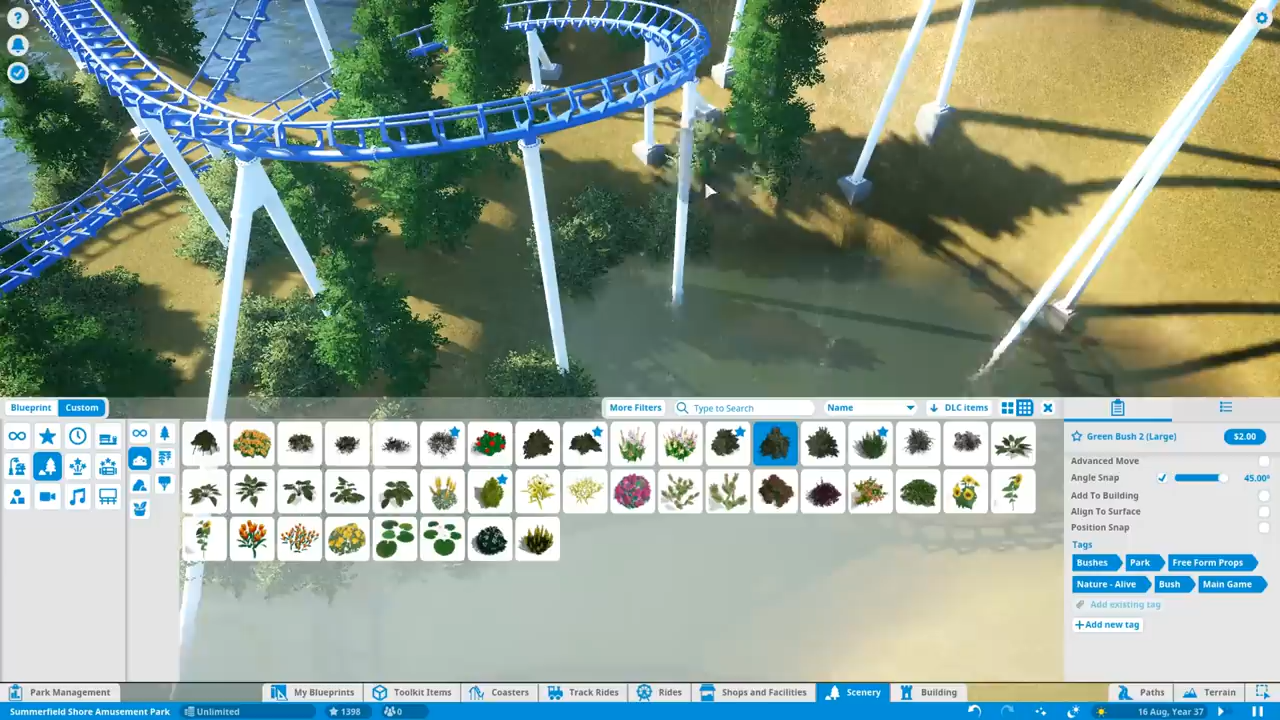 ?
Blueprint Custom More Filters Type to Search Name DLC items
Green Bush 2 (Large) $2.00
Advanced Move
Angle Snap 45.00°
Add To Building
Align To Surface
Position Snap
Tags
Bushes Park Free Form Props
Nature - Alive Bush Main Game
Add existing tag
+Add new tag
Park Management My Blueprints Toolkit Items Coasters Track Rides Rides Shops and Facilities Scenery Building Paths Terrain
Summerfield Shore Amusement Park Unlimited 1398 0 16 Aug, Year 37